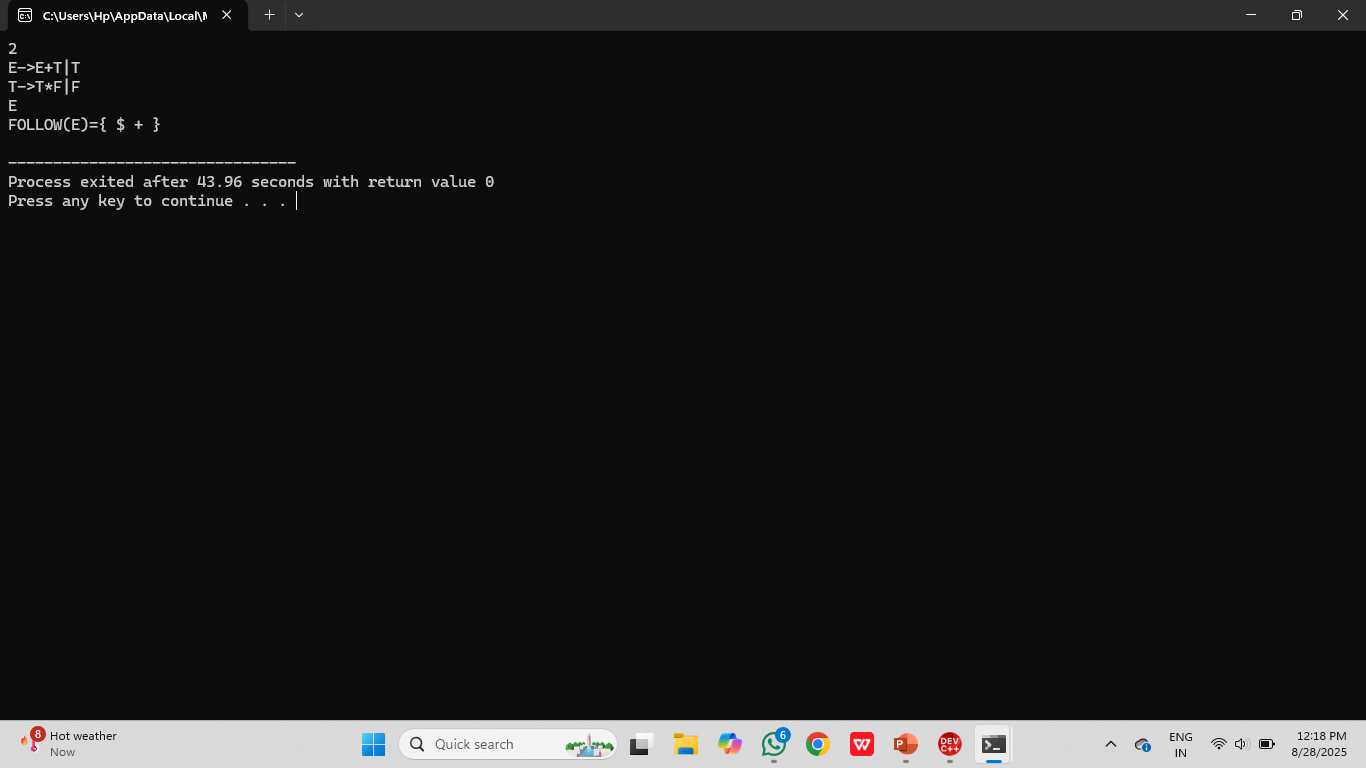 C:\Users\Hp\AppData\Local\
2
E->E+T|T
T->T*F|F
E
FOLLOW(E)={ $ + }
--------------------------------
Process exited after 43.96 seconds with return value 0
Press any key to continue . . .
8
Hot weather
Now
Quick search
6
DEV
C++
ENG
IN
12:18 PM
8/28/2025